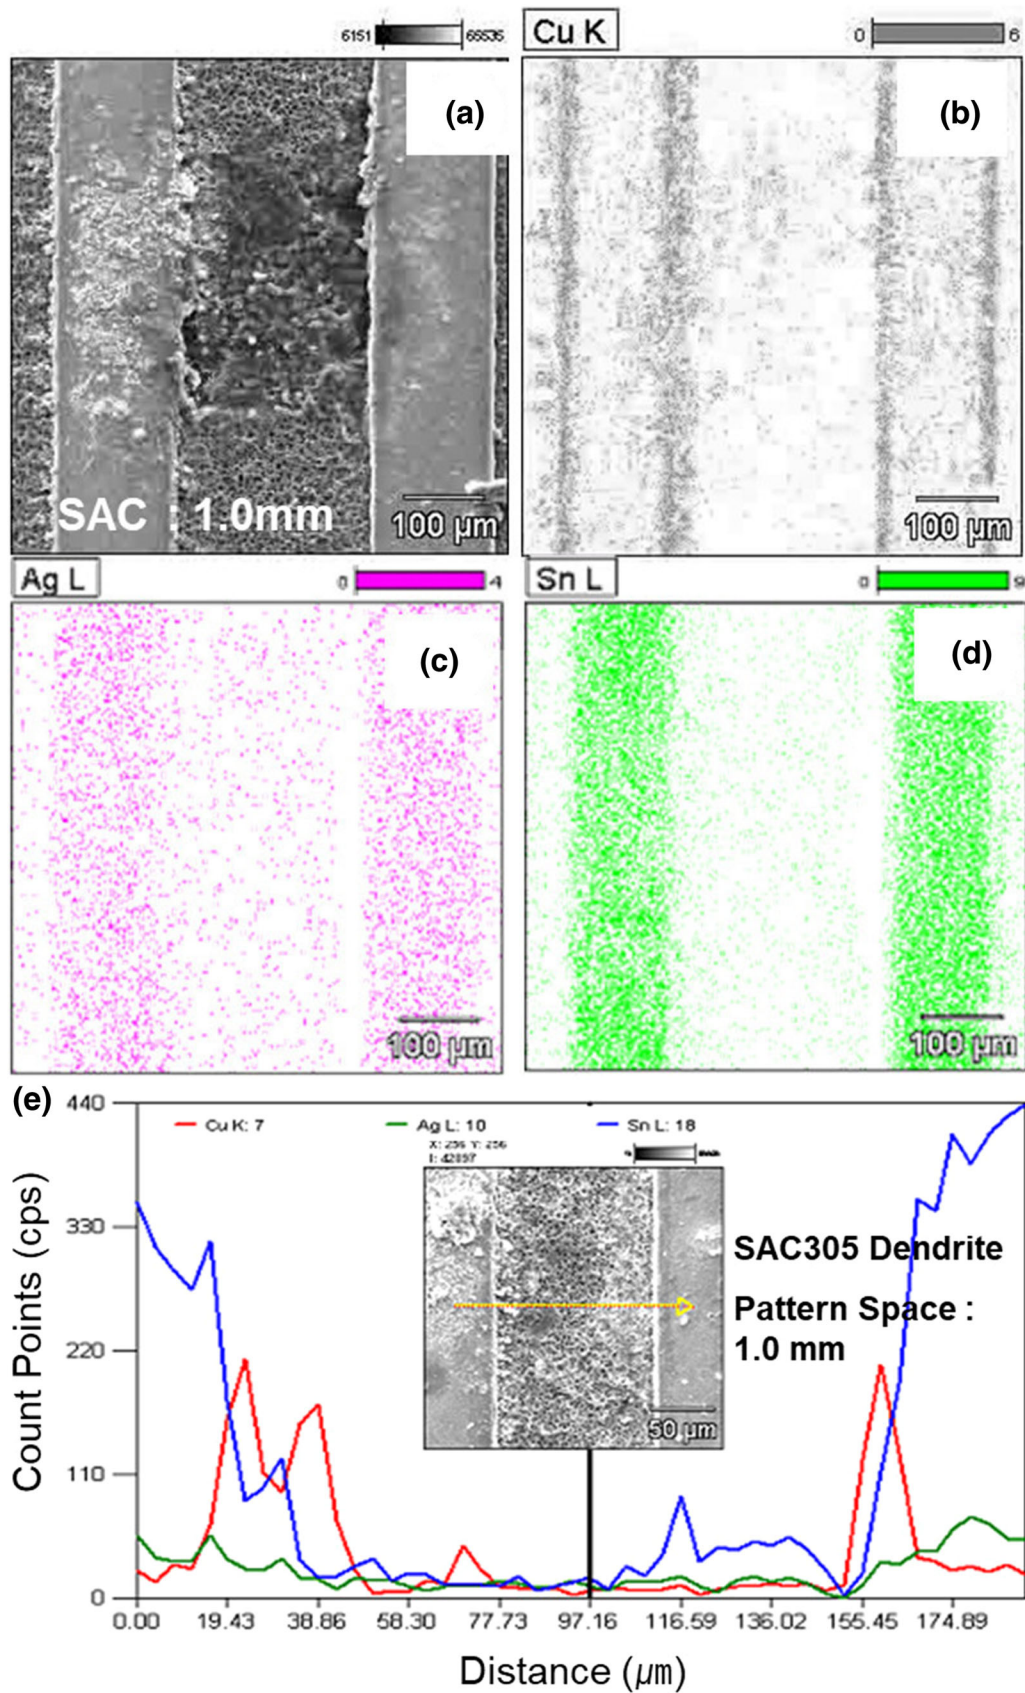 6151 65535
Cu K 0 6
(a)
(b)
SAC : 1.0mm
100 µm
100 µm
Ag L 0 4
Sn L 0 9
(c)
(d)
100 µm
100 µm
(e)
440
330
220
110
0
Count Points (cps)
Cu K: 7 Ag L: 10 Sn L: 18
X: 256 Y: 256
I: 42897
SAC305 Dendrite
Pattern Space :
1.0 mm
50 µm
0.00 19.43 38.86 58.30 77.73 97.16 116.59 136.02 155.45 174.89
Distance (µm)